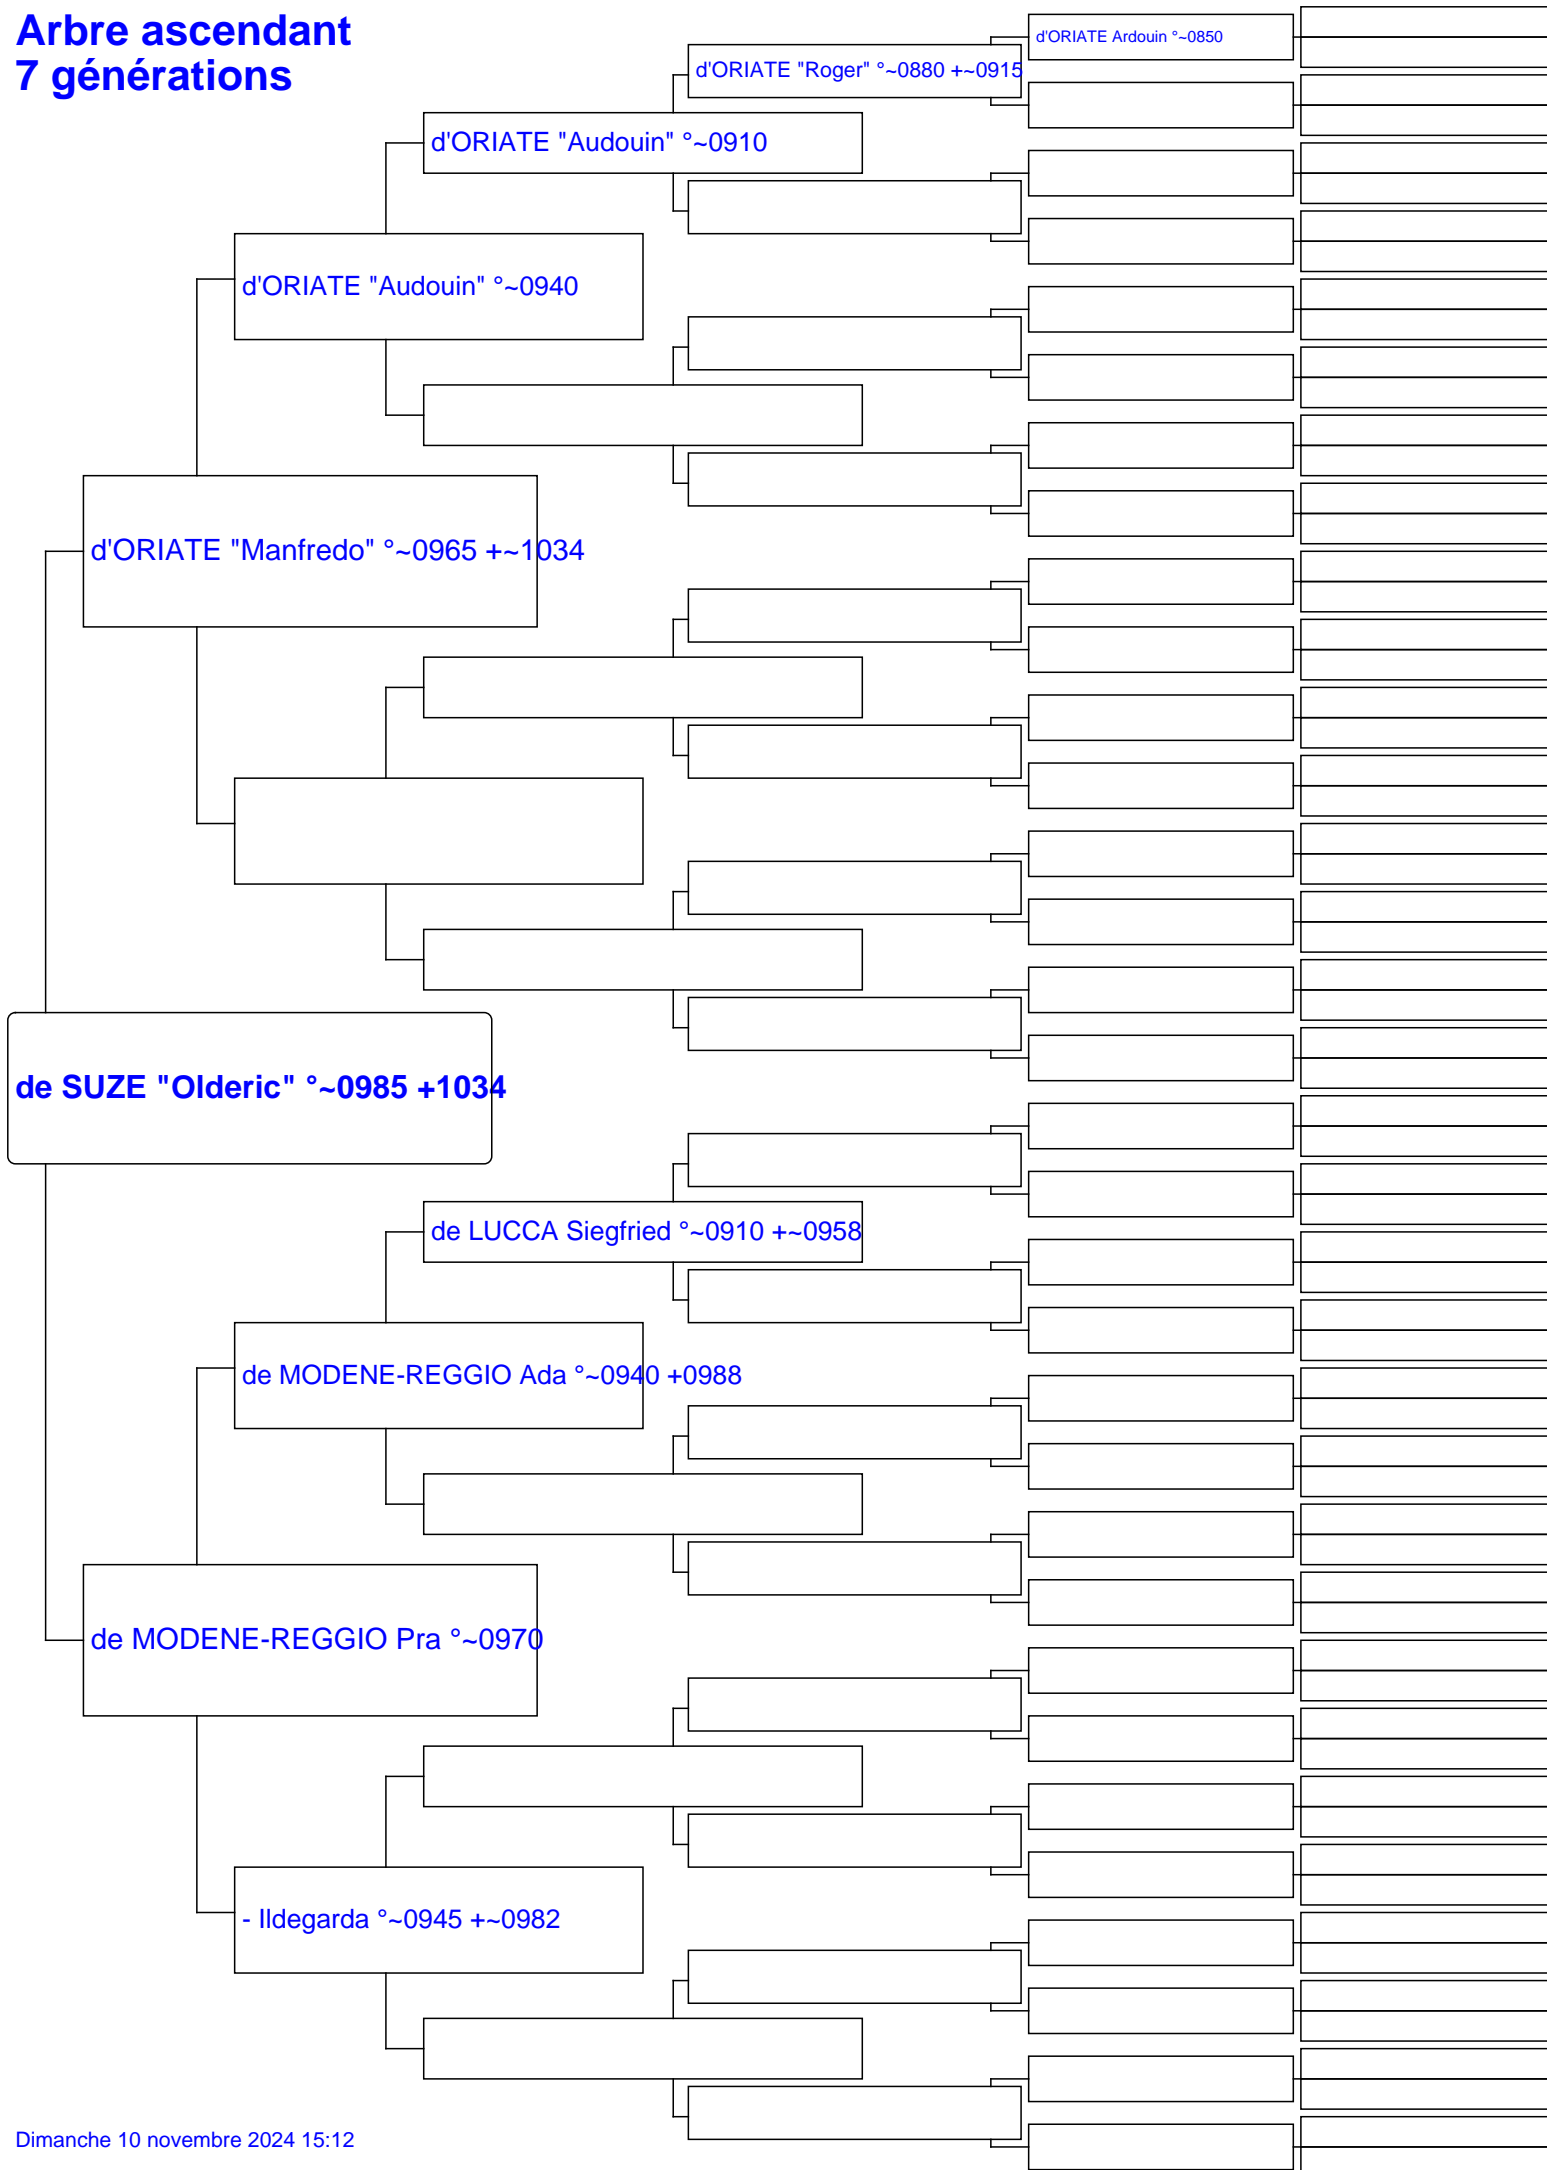 Arbre ascendant
7 générations
d'ORIATE Ardouin °~0850
d'ORIATE "Roger" °~0880 +~0915
d'ORIATE "Audouin" °~0910
d'ORIATE "Audouin" °~0940
d'ORIATE "Manfredo" °~0965 +~1034
de SUZE "Olderic" °~0985 +1034
de LUCCA Siegfried °~0910 +~0958
de MODENE-REGGIO Ada °~0940 +0988
de MODENE-REGGIO Pra °~0970
- Ildegarda °~0945 +~0982
Dimanche 10 novembre 2024 15:12